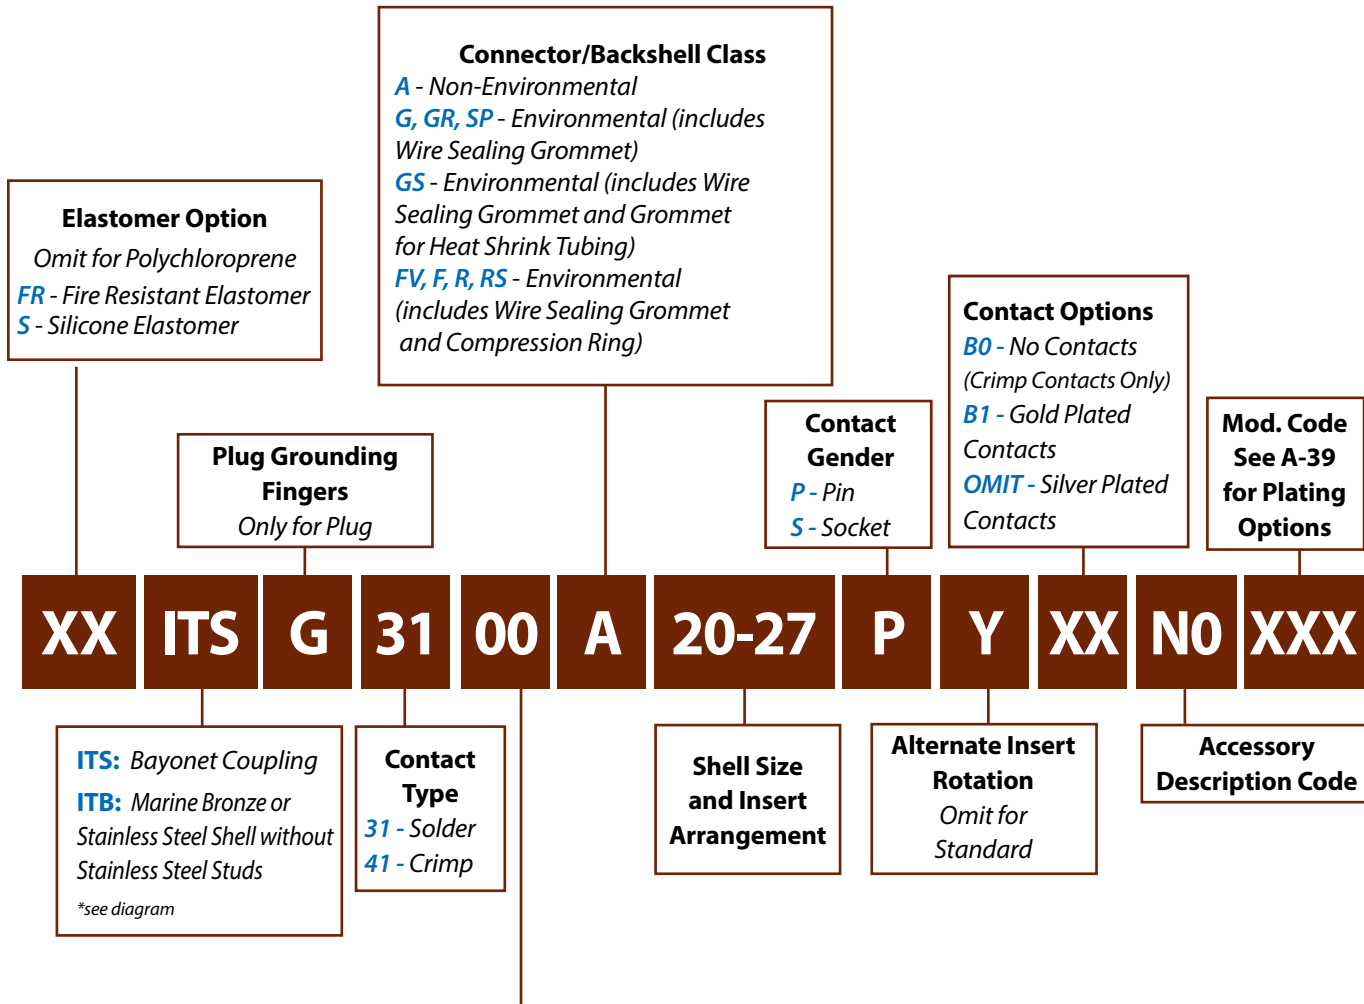 Connector/Backshell Class
A - Non-Environmental
G, GR, SP - Environmental (includes
Wire Sealing Grommet)
GS - Environmental (includes Wire
Sealing Grommet and Grommet
for Heat Shrink Tubing)
FV, F, R, RS - Environmental
(includes Wire Sealing Grommet
and Compression Ring)
Elastomer Option
Omit for Polychloroprene
FR - Fire Resistant Elastomer
S - Silicone Elastomer
Plug Grounding
Fingers
Only for Plug
Contact
Gender
P - Pin
S - Socket
Contact Options
B0 - No Contacts
(Crimp Contacts Only)
B1 - Gold Plated
Contacts
OMIT - Silver Plated
Contacts
Mod. Code
See A-39
for Plating
Options
XX ITS G 31 00 A 20-27 P Y XX N0 XXX
ITS: Bayonet Coupling
ITB: Marine Bronze or
Stainless Steel Shell without
Stainless Steel Studs
*see diagram
Contact
Type
31 - Solder
41 - Crimp
Shell Size
and Insert
Arrangement
Alternate Insert
Rotation
Omit for
Standard
Accessory
Description Code